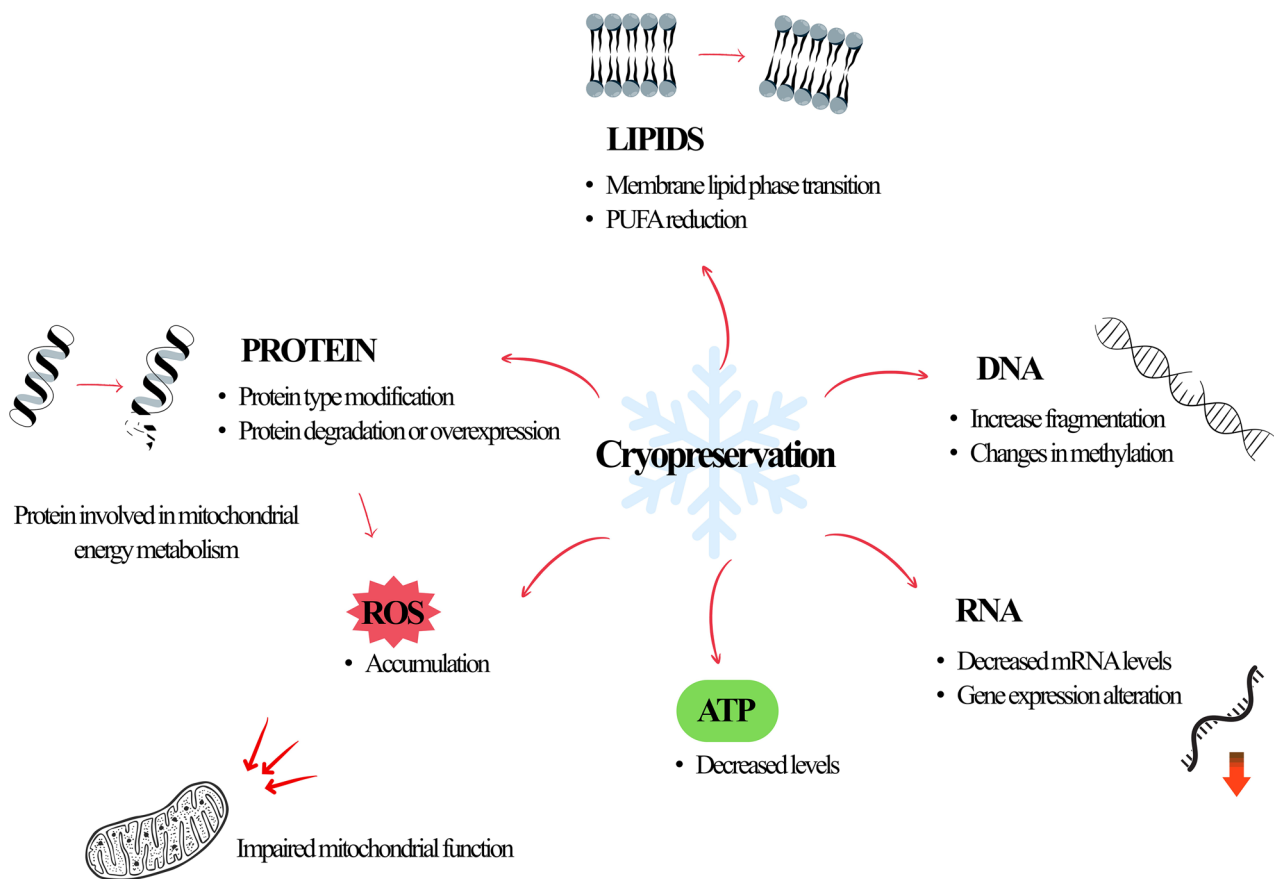 LIPIDS
• Membrane lipid phase transition
• PUFA reduction
PROTEIN
• Protein type modification
• Protein degradation or overexpression
DNA
• Increase fragmentation
• Changes in methylation
Cryopreservation
Protein involved in mitochondrial
energy metabolism
ROS
• Accumulation
RNA
• Decreased mRNA levels
• Gene expression alteration
ATP
• Decreased levels
Impaired mitochondrial function